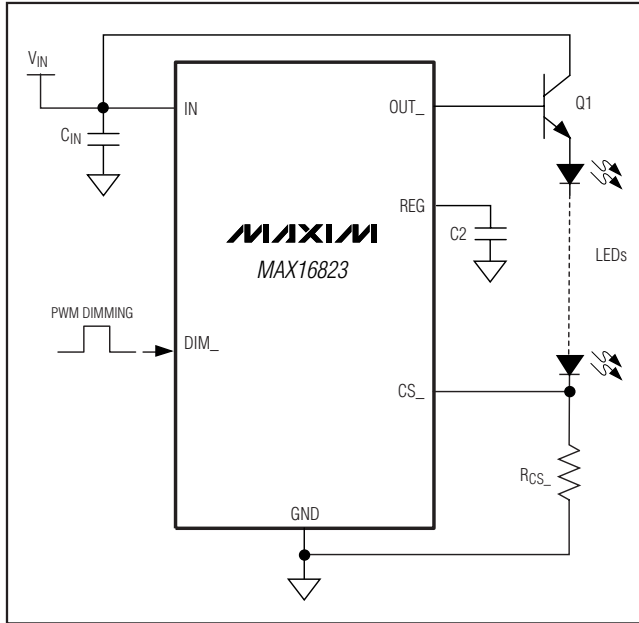 VIN
IN
OUT_
Q1
CIN
REG
C2
LEDs
MAXIM
MAX16823
PWM DIMMING
DIM_
CS_
RCS_
GND